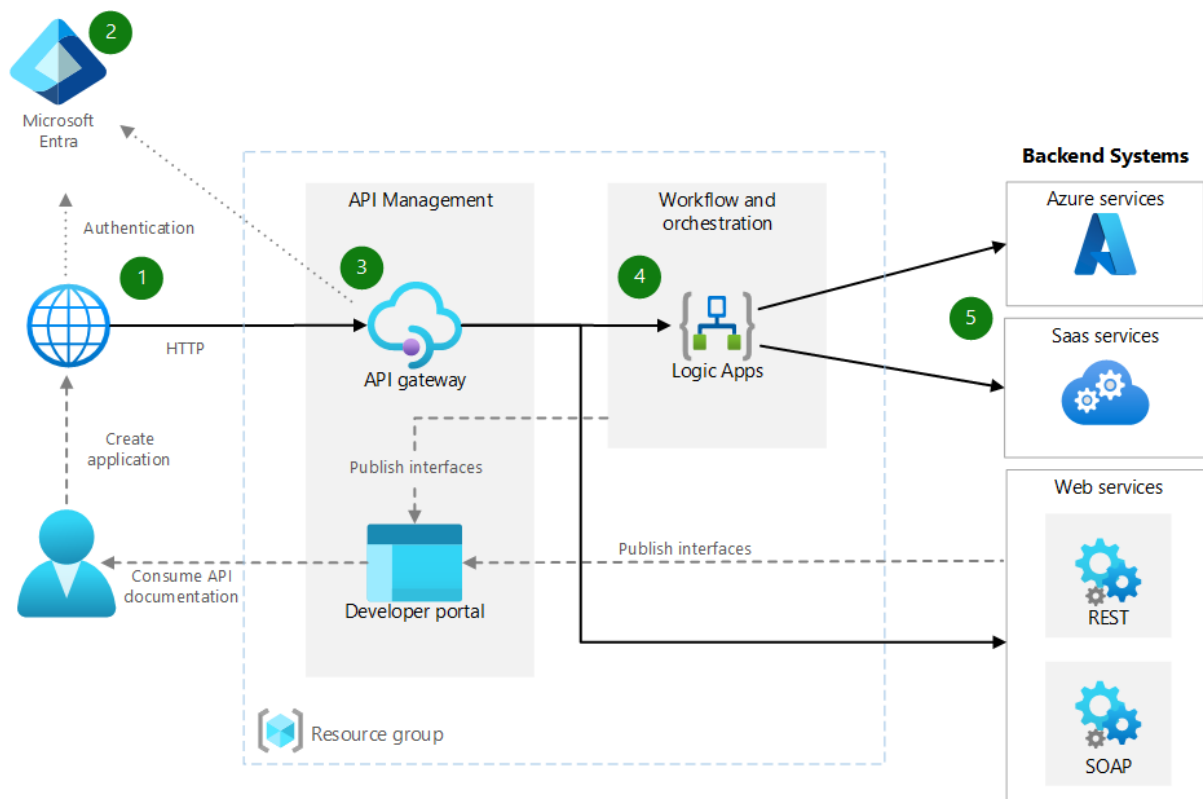 2
Microsoft
Entra
Authentication
1
HTTP
Create
application
Consume API
documentation
API Management
3
API gateway
Publish interfaces
Developer portal
Resource group
Workflow and
orchestration
4
Logic Apps
Publish interfaces
Backend Systems
Azure services
5
Saas services
Web services
REST
SOAP